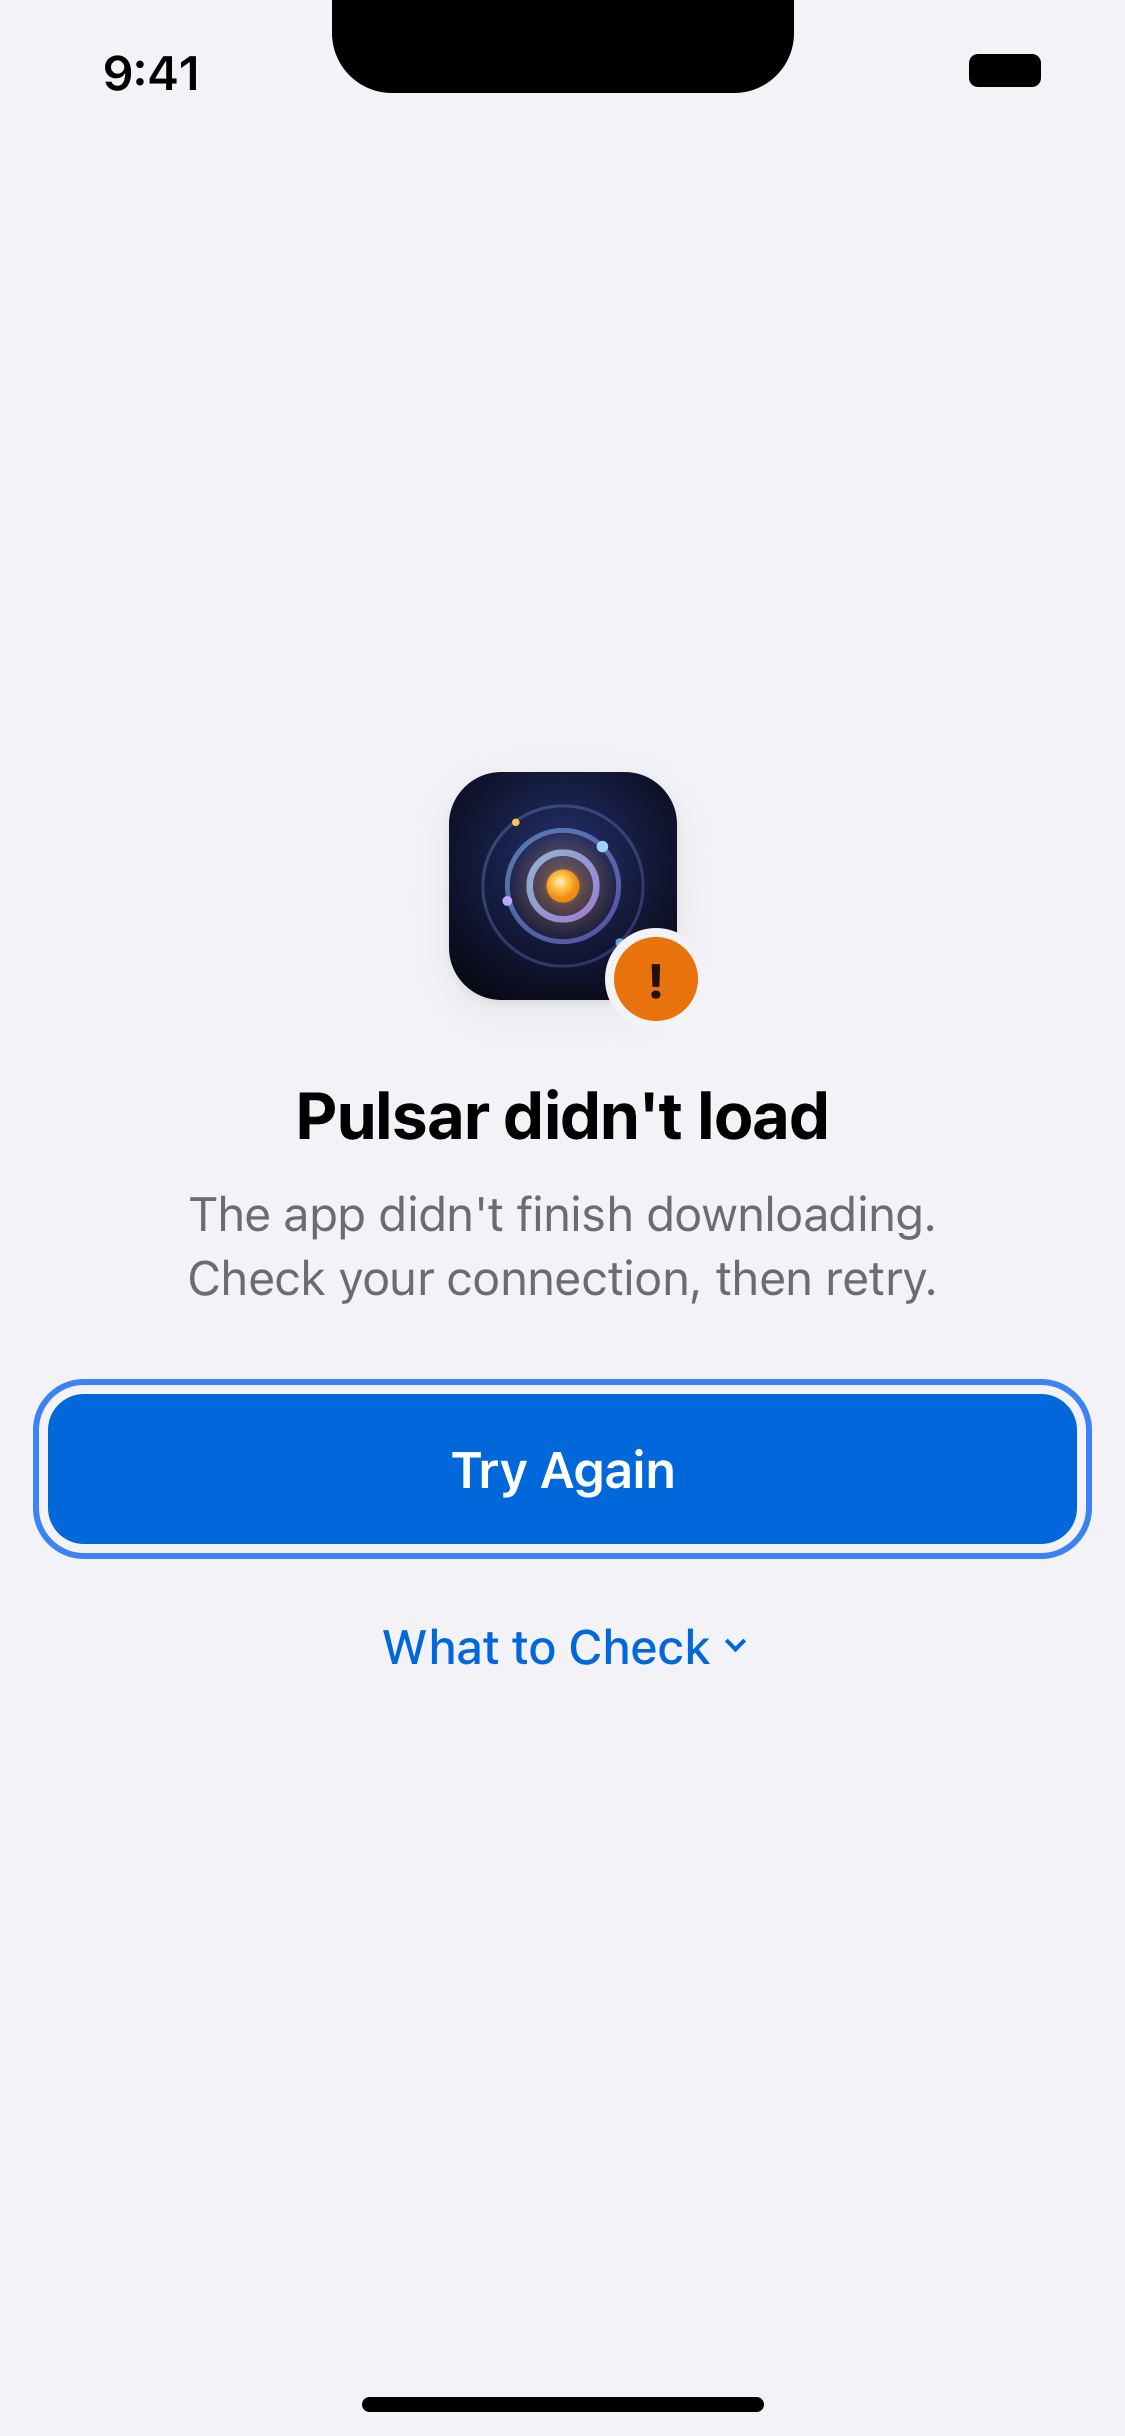 9:41
!
Pulsar didn't load
The app didn't finish downloading.
Check your connection, then retry.
Try Again
What to Check